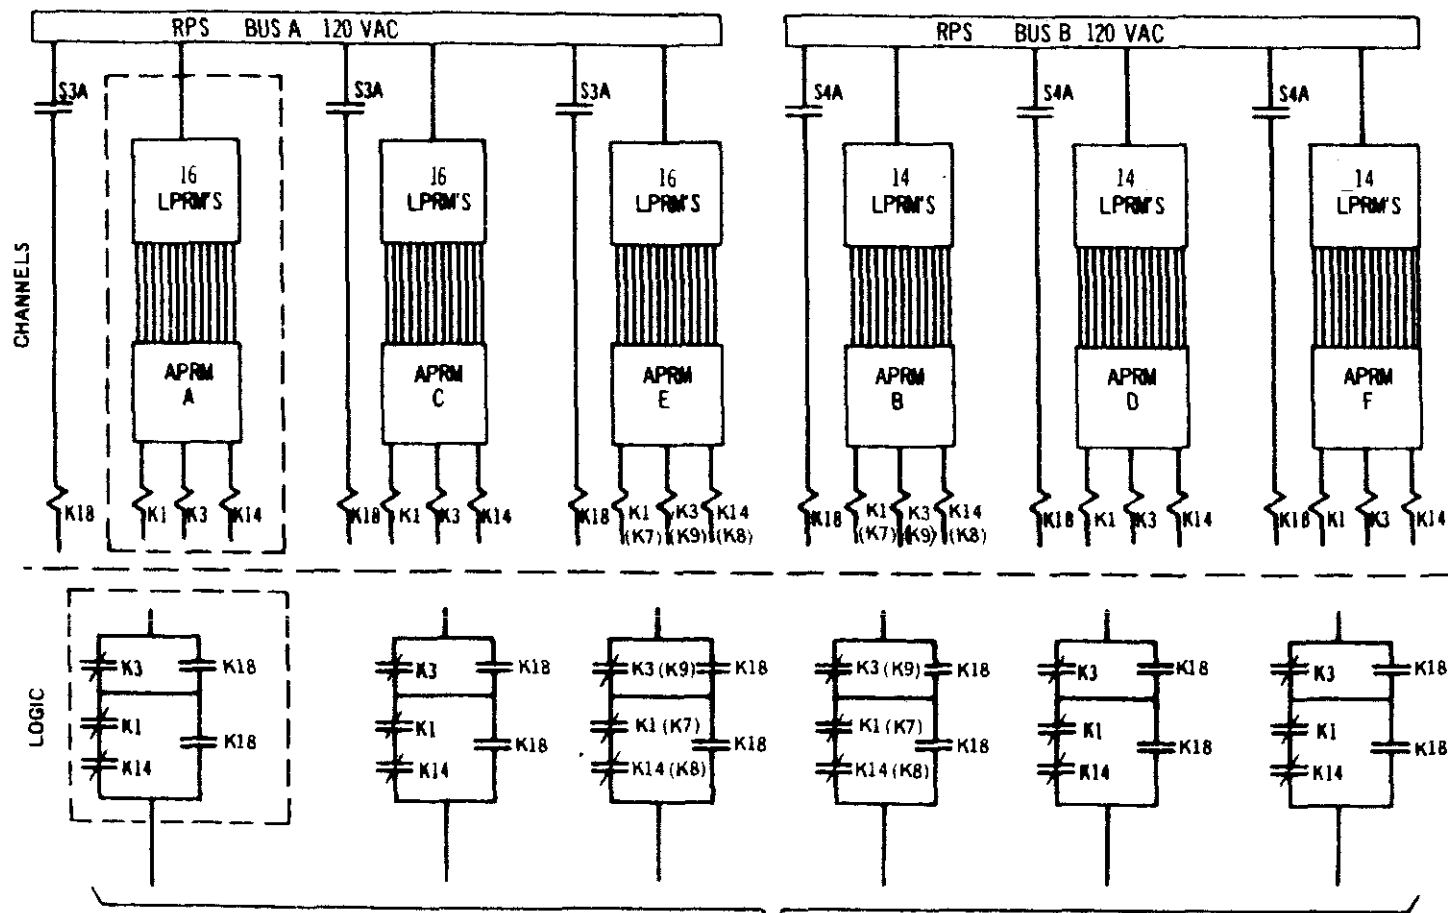 RPS BUS A 120 VAC
RPS BUS B 120 VAC
S3A
S3A
S3A
S4A
S4A
S4A
16
LPRM'S
16
LPRM'S
16
LPRM'S
14
LPRM'S
14
LPRM'S
14
LPRM'S
CHANNELS
APRM
A
APRM
C
APRM
E
APRM
B
APRM
D
APRM
F
K18 K1 K3 K14
K18 K1 K3 K14
K18 K1 K3 K14
(K7) (K9) (K8)
K18 K1 K3 K14
(K7) (K9) (K8)
K18 K1 K3 K14
K18 K1 K3 K14
LOGIC
K3 K18
K1 K18
K14
K3 K18
K1 K18
K14
K3 (K9) K18
K1 (K7) K18
K14 (K8)
K3 (K9) K18
K1 (K7) K18
K14 (K8)
K3 K18
K1 K18
K14
K3 K18
K1 K18
K14